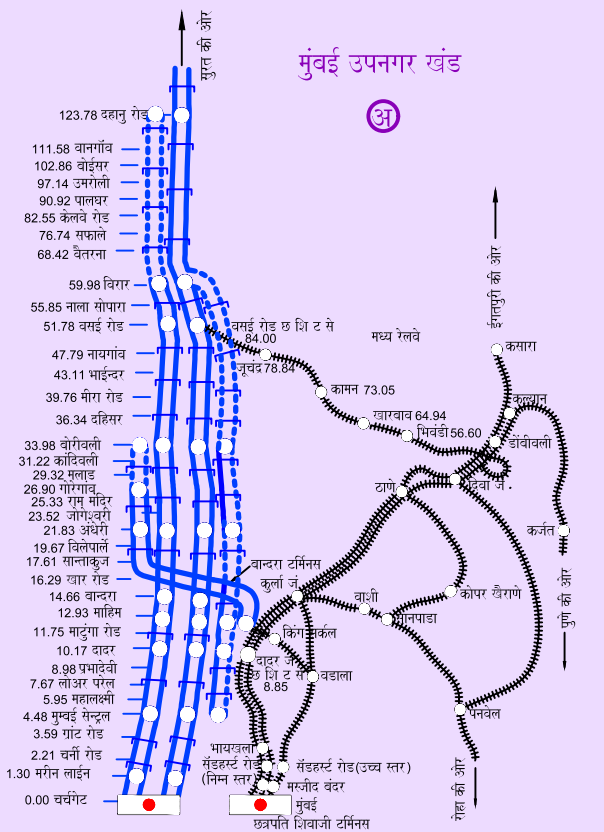 सुरत की ओर
मुंबई उपनगर खंड
अ
123.78 दहानु रोड
111.58 वानगॉव
102.86 वोईसर
97.14 उमरोली
90.92 पालघर
82.55 केलवे रोड
76.74 सफाले
68.42 वैतरना
59.98 विरार
55.85 नाला सोपारा
51.78 वसई रोड
47.79 नायगांव
43.11 भाईन्दर
39.76 मीरा रोड
36.34 दहिसर
33.98 वोरीवली
31.22 कांदिवली
29.32 मलाड
26.90 गोरेगांव
25.33 राम मंदिर
23.52 जोगेश्वरी
21.83 अंधेरी
19.67 विलेपार्ले
17.61 सान्ताक्रुज
16.29 खार रोड
14.66 वान्दरा
12.93 माहिम
11.75 माटुंगा रोड
10.17 दादर
8.98 प्रभादेवी
7.67 लोअर परेल
5.95 महालक्ष्मी
4.48 मुम्वई सेन्ट्रल
3.59 ग्रांट रोड
2.21 चर्नी रोड
1.30 मरीन लाईन
0.00 चर्चगेट
वसई रोड छ शि ट से
84.00
जूचंद्र 78.84
मध्य रेलवे
कामन 73.05
खारवाव 64.94
भिवंडी 56.60
ईगतपुरी की ओर
कसारा
कल्यान
डोंवीवली
दिवा जं.
ठाणे
कर्जत
पुणे की ओर
वान्दरा टर्मिनस
कुर्ला जं.
वाशी
सानपाडा
कोपर खैराणे
किंग सर्कल
दादर जं
छ शि ट से
8.85
वडाला
पनवेल
रोहा की ओर
भायखला
सॅडहर्स्ट रोड
(निम्न स्तर)
सॅडहर्स्ट रोड(उच्च स्तर)
मस्जीद बंदर
मुंबई
छत्रपति शिवाजी टर्मिनस